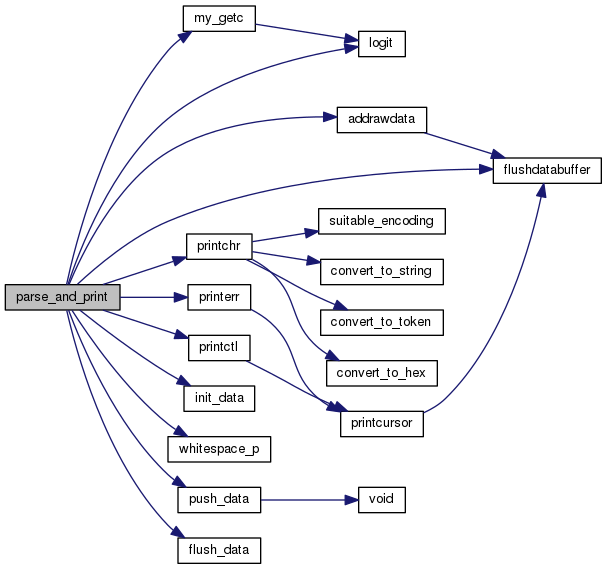 my_getc
logit
addrawdata
flushdatabuffer
suitable_encoding
printchr
convert_to_string
parse_and_print
printerr
convert_to_token
printctl
convert_to_hex
init_data
printcursor
whitespace_p
push_data
void
flush_data